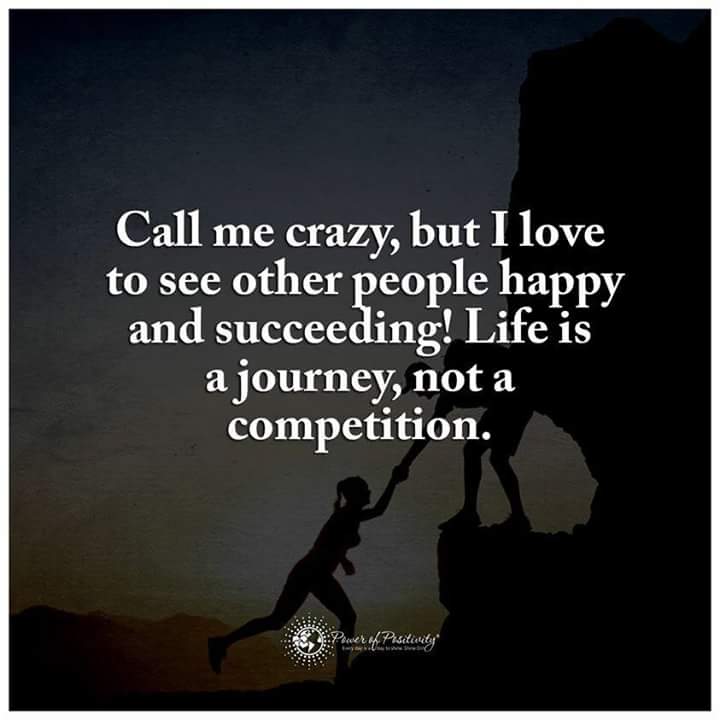 Call me crazy, but I love
to see other people happy
and succeeding! Life is
a journey, not a
competition.
Power of Positivity®